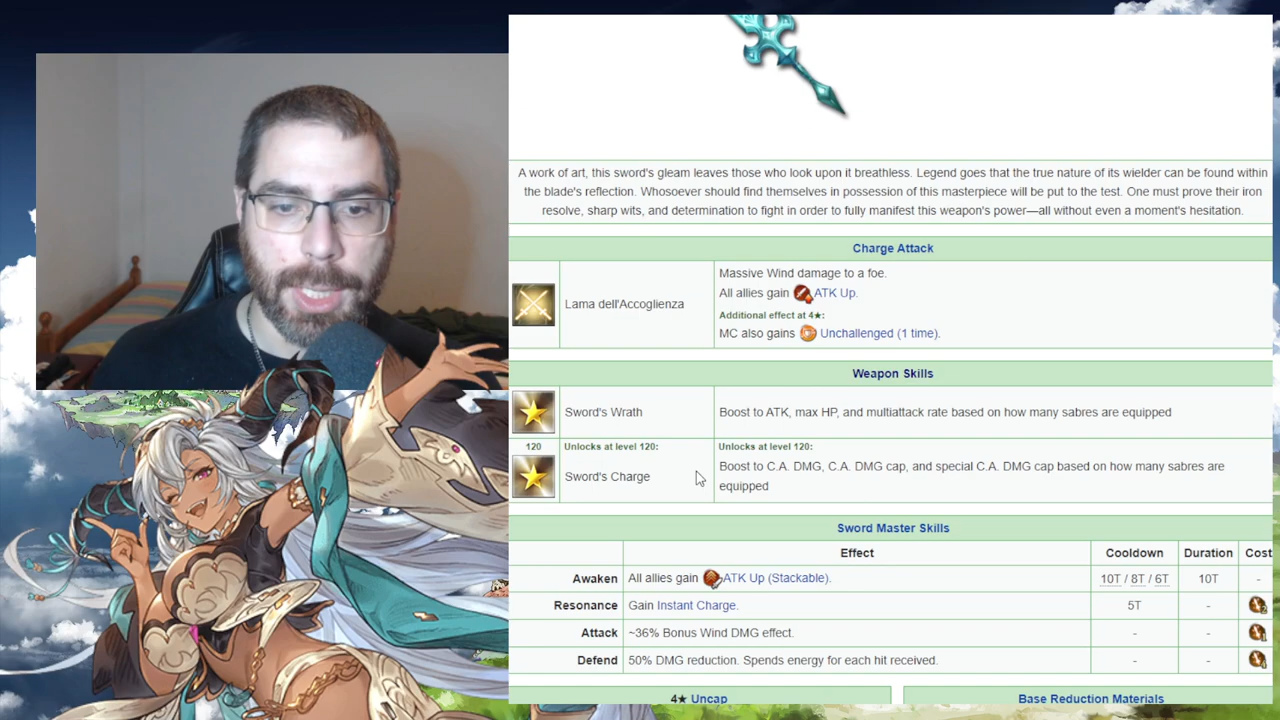 A work of art, this sword's gleam leaves those who look upon it breathless. Legend goes that the true nature of its wielder can be found within
the blade's reflection. Whosoever should find themselves in possession of this masterpiece will be put to the test. One must prove their iron
resolve, sharp wits, and determination to fight in order to fully manifest this weapon's power—all without even a moment's hesitation.
Charge Attack
Lama dell'Accoglienza
Massive Wind damage to a foe.
All allies gain ATK Up.
Additional effect at 4★:
MC also gains Unchallenged (1 time).
Weapon Skills
Sword's Wrath
Boost to ATK, max HP, and multiattack rate based on how many sabres are equipped
120
Unlocks at level 120:
Sword's Charge
Unlocks at level 120:
Boost to C.A. DMG, C.A. DMG cap, and special C.A. DMG cap based on how many sabres are
equipped
Sword Master Skills
Effect Cooldown Duration Cost
Awaken All allies gain ATK Up (Stackable). 10T / 8T / 6T 10T -
Resonance Gain Instant Charge. 5T -
Attack ~36% Bonus Wind DMG effect. - -
Defend 50% DMG reduction. Spends energy for each hit received. - -
4★ Uncap Base Reduction Materials